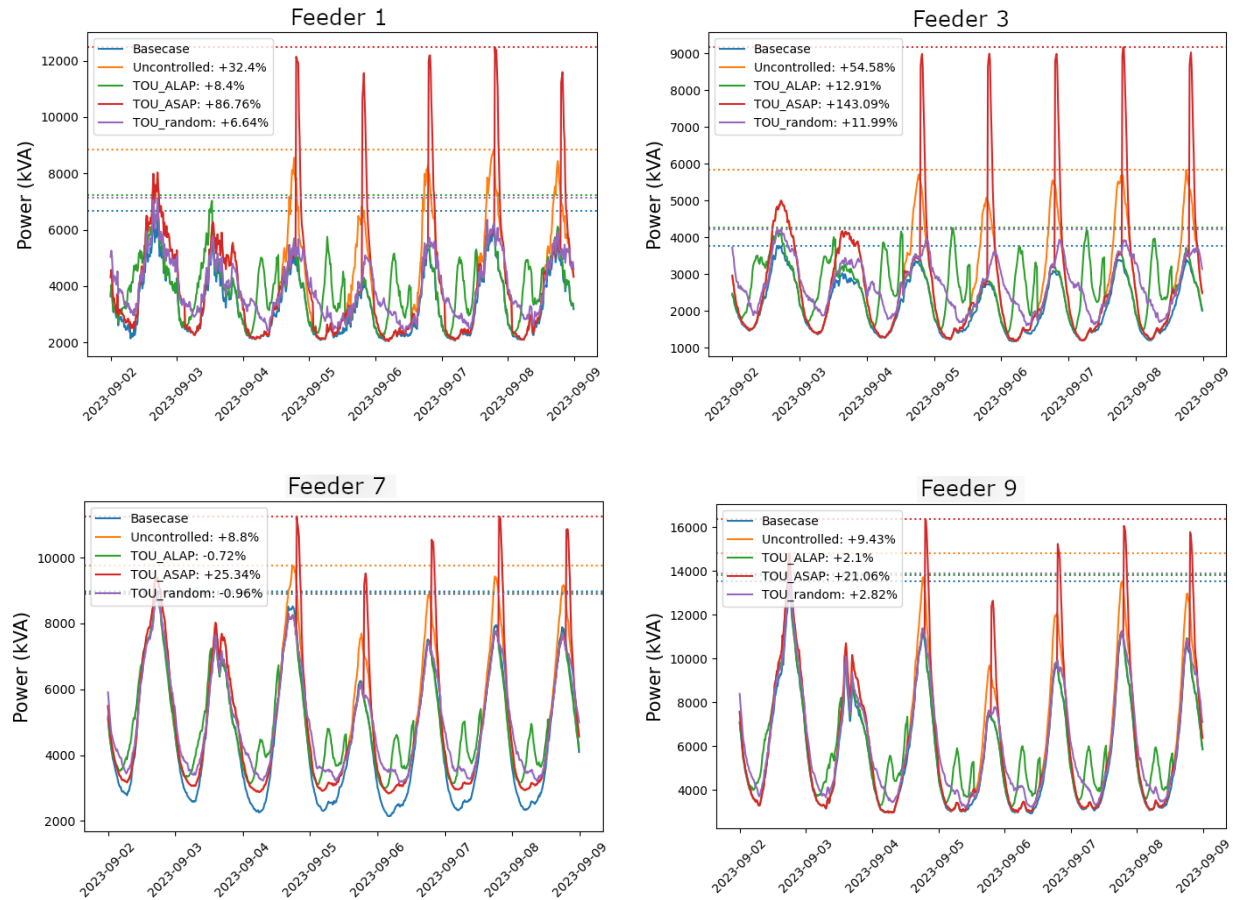 Feeder 1
Power (kVA)
12000
10000
8000
6000
4000
2000
Basecase
Uncontrolled: +32.4%
TOU_ALAP: +8.4%
TOU_ASAP: +86.76%
TOU_random: +6.64%
2023-09-02
2023-09-03
2023-09-04
2023-09-05
2023-09-06
2023-09-07
2023-09-08
2023-09-09
Feeder 3
Power (kVA)
9000
8000
7000
6000
5000
4000
3000
2000
1000
Basecase
Uncontrolled: +54.58%
TOU_ALAP: +12.91%
TOU_ASAP: +143.09%
TOU_random: +11.99%
2023-09-02
2023-09-03
2023-09-04
2023-09-05
2023-09-06
2023-09-07
2023-09-08
2023-09-09
Feeder 7
Power (kVA)
10000
8000
6000
4000
2000
Basecase
Uncontrolled: +8.8%
TOU_ALAP: -0.72%
TOU_ASAP: +25.34%
TOU_random: -0.96%
2023-09-02
2023-09-03
2023-09-04
2023-09-05
2023-09-06
2023-09-07
2023-09-08
2023-09-09
Feeder 9
Power (kVA)
16000
14000
12000
10000
8000
6000
4000
Basecase
Uncontrolled: +9.43%
TOU_ALAP: +2.1%
TOU_ASAP: +21.06%
TOU_random: +2.82%
2023-09-02
2023-09-03
2023-09-04
2023-09-05
2023-09-06
2023-09-07
2023-09-08
2023-09-09